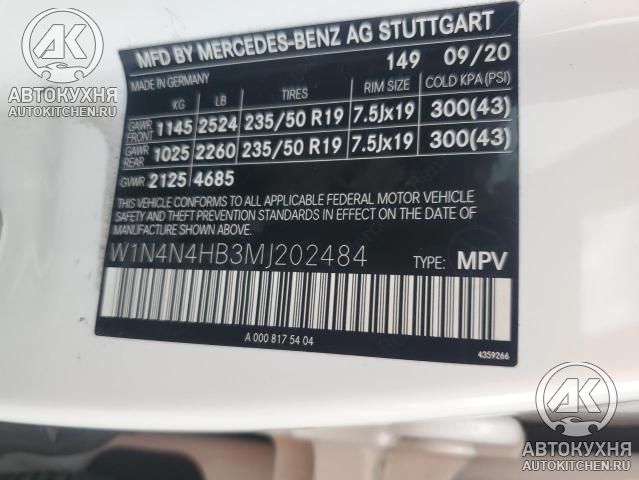 MFD BY MERCEDES-BENZ AG STUTTGART
149 09/20
MADE IN GERMANY
KG LB TIRES RIM SIZE COLD KPA (PSI)
GAWR FRONT 1145 2524 235/50 R19 7.5Jx19 300(43)
GAWR REAR 1025 2260 235/50 R19 7.5Jx19 300(43)
GVWR 2125 4685
THIS VEHICLE CONFORMS TO ALL APPLICABLE FEDERAL MOTOR VEHICLE
SAFETY AND THEFT PREVENTION STANDARDS IN EFFECT ON THE DATE OF
MANUFACTURE SHOWN ABOVE.
W1N4N4HB3MJ202484 TYPE: MPV
A 000 817 54 04
4359266
AK
АВТОКУХНЯ
AUTOKITCHEN.RU
AK
АВТОКУХНЯ
AUTOKITCHEN.RU